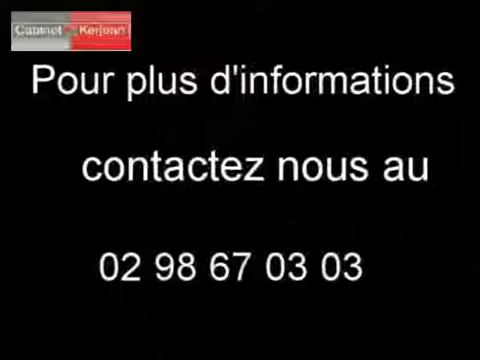 Cabinet Kerjean
Pour plus d'informations
contactez nous au
02 98 67 03 03